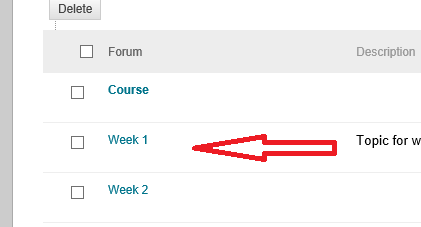 Delete
Forum Description
Course
Week 1 Topic for w
Week 2